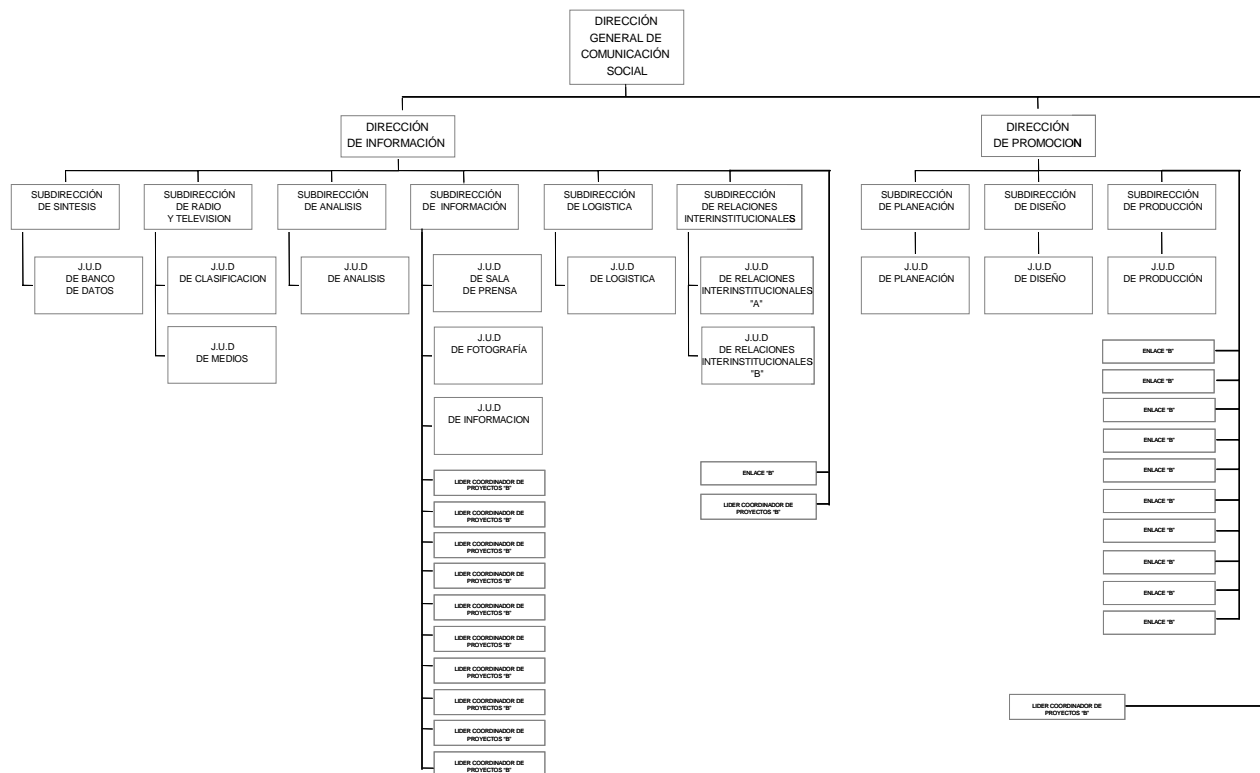 DIRECCIÓN
GENERAL DE
COMUNICACIÓN
SOCIAL
DIRECCIÓN
DE INFORMACIÓN
DIRECCIÓN
DE PROMOCION
SUBDIRECCIÓN
DE SINTESIS
SUBDIRECCIÓN
DE RADIO
Y TELEVISION
SUBDIRECCIÓN
DE ANALISIS
SUBDIRECCIÓN
DE INFORMACIÓN
SUBDIRECCIÓN
DE LOGISTICA
SUBDIRECCIÓN
DE RELACIONES
INTERINSTITUCIONALES
SUBDIRECCIÓN
DE PLANEACIÓN
SUBDIRECCIÓN
DE DISEÑO
SUBDIRECCIÓN
DE PRODUCCIÓN
J.U.D
DE BANCO
DE DATOS
J.U.D
DE CLASIFICACION
J.U.D
DE ANALISIS
J.U.D
DE SALA
DE PRENSA
J.U.D
DE LOGISTICA
J.U.D
DE RELACIONES
INTERINSTITUCIONALES
"A"
J.U.D
DE PLANEACIÓN
J.U.D
DE DISEÑO
J.U.D
DE PRODUCCIÓN
J.U.D
DE MEDIOS
J.U.D
DE FOTOGRAFÍA
J.U.D
DE RELACIONES
INTERINSTITUCIONALES
"B"
J.U.D
DE INFORMACION
LIDER COORDINADOR DE
PROYECTOS "B"
LIDER COORDINADOR DE
PROYECTOS "B"
LIDER COORDINADOR DE
PROYECTOS "B"
LIDER COORDINADOR DE
PROYECTOS "B"
LIDER COORDINADOR DE
PROYECTOS "B"
LIDER COORDINADOR DE
PROYECTOS "B"
LIDER COORDINADOR DE
PROYECTOS "B"
LIDER COORDINADOR DE
PROYECTOS "B"
LIDER COORDINADOR DE
PROYECTOS "B"
LIDER COORDINADOR DE
PROYECTOS "B"
ENLACE "B"
LIDER COORDINADOR DE
PROYECTOS "B"
ENLACE "B"
ENLACE "B"
ENLACE "B"
ENLACE "B"
ENLACE "B"
ENLACE "B"
ENLACE "B"
ENLACE "B"
ENLACE "B"
ENLACE "B"
LIDER COORDINADOR DE
PROYECTOS "B"